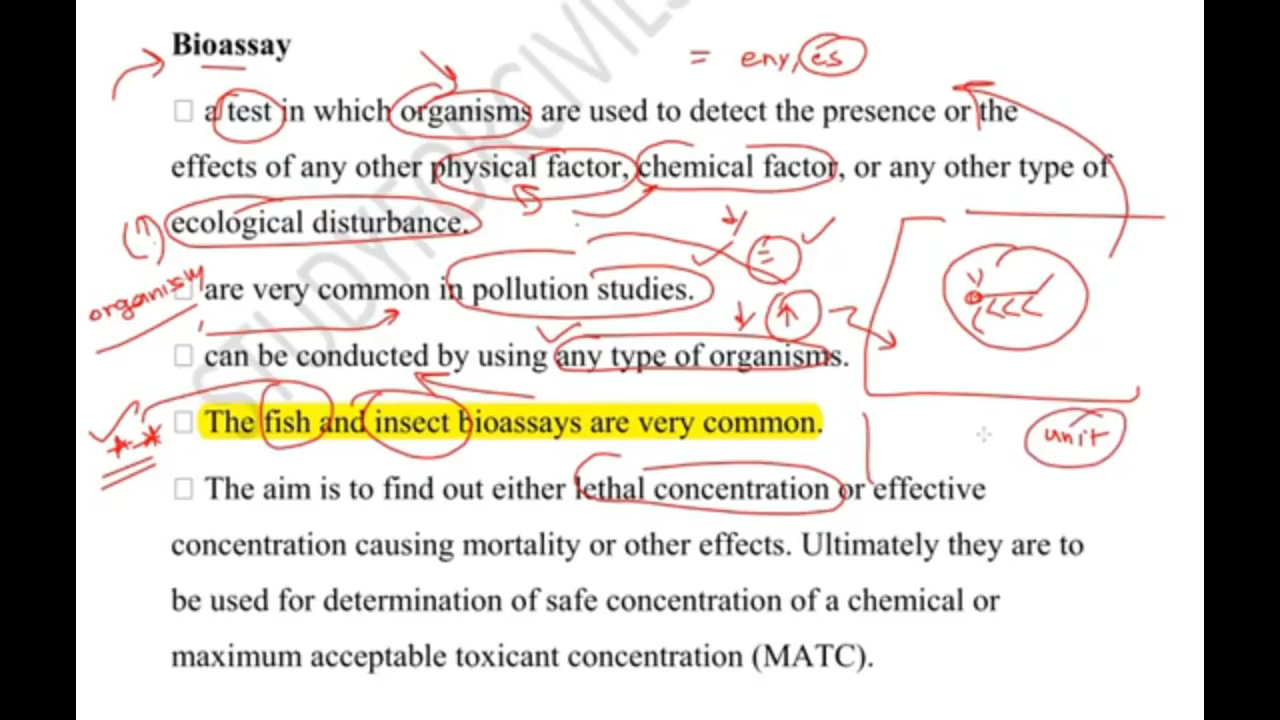 Bioassay
= env, es
☐ a test in which organisms are used to detect the presence or the
effects of any other physical factor, chemical factor, or any other type of
ecological disturbance.
organism
☐ are very common in pollution studies.
☐ can be conducted by using any type of organisms.
☐ The fish and insect bioassays are very common.
unit
☐ The aim is to find out either lethal concentration or effective
concentration causing mortality or other effects. Ultimately they are to
be used for determination of safe concentration of a chemical or
maximum acceptable toxicant concentration (MATC).
STUDYFORCIVILS